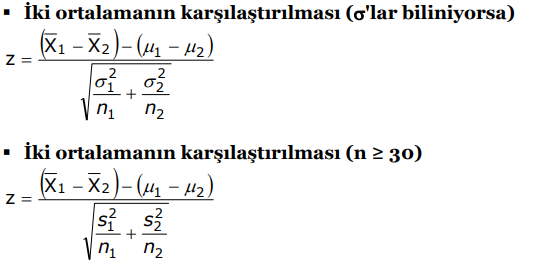 ▪ İki ortalamanın karşılaştırılması (σ'lar biliniyorsa)
z = ((X̅1 − X̅2) − (μ1 − μ2)) / √(σ1²/n1 + σ2²/n2)
▪ İki ortalamanın karşılaştırılması (n ≥ 30)
z = ((X̅1 − X̅2) − (μ1 − μ2)) / √(s1²/n1 + s2²/n2)